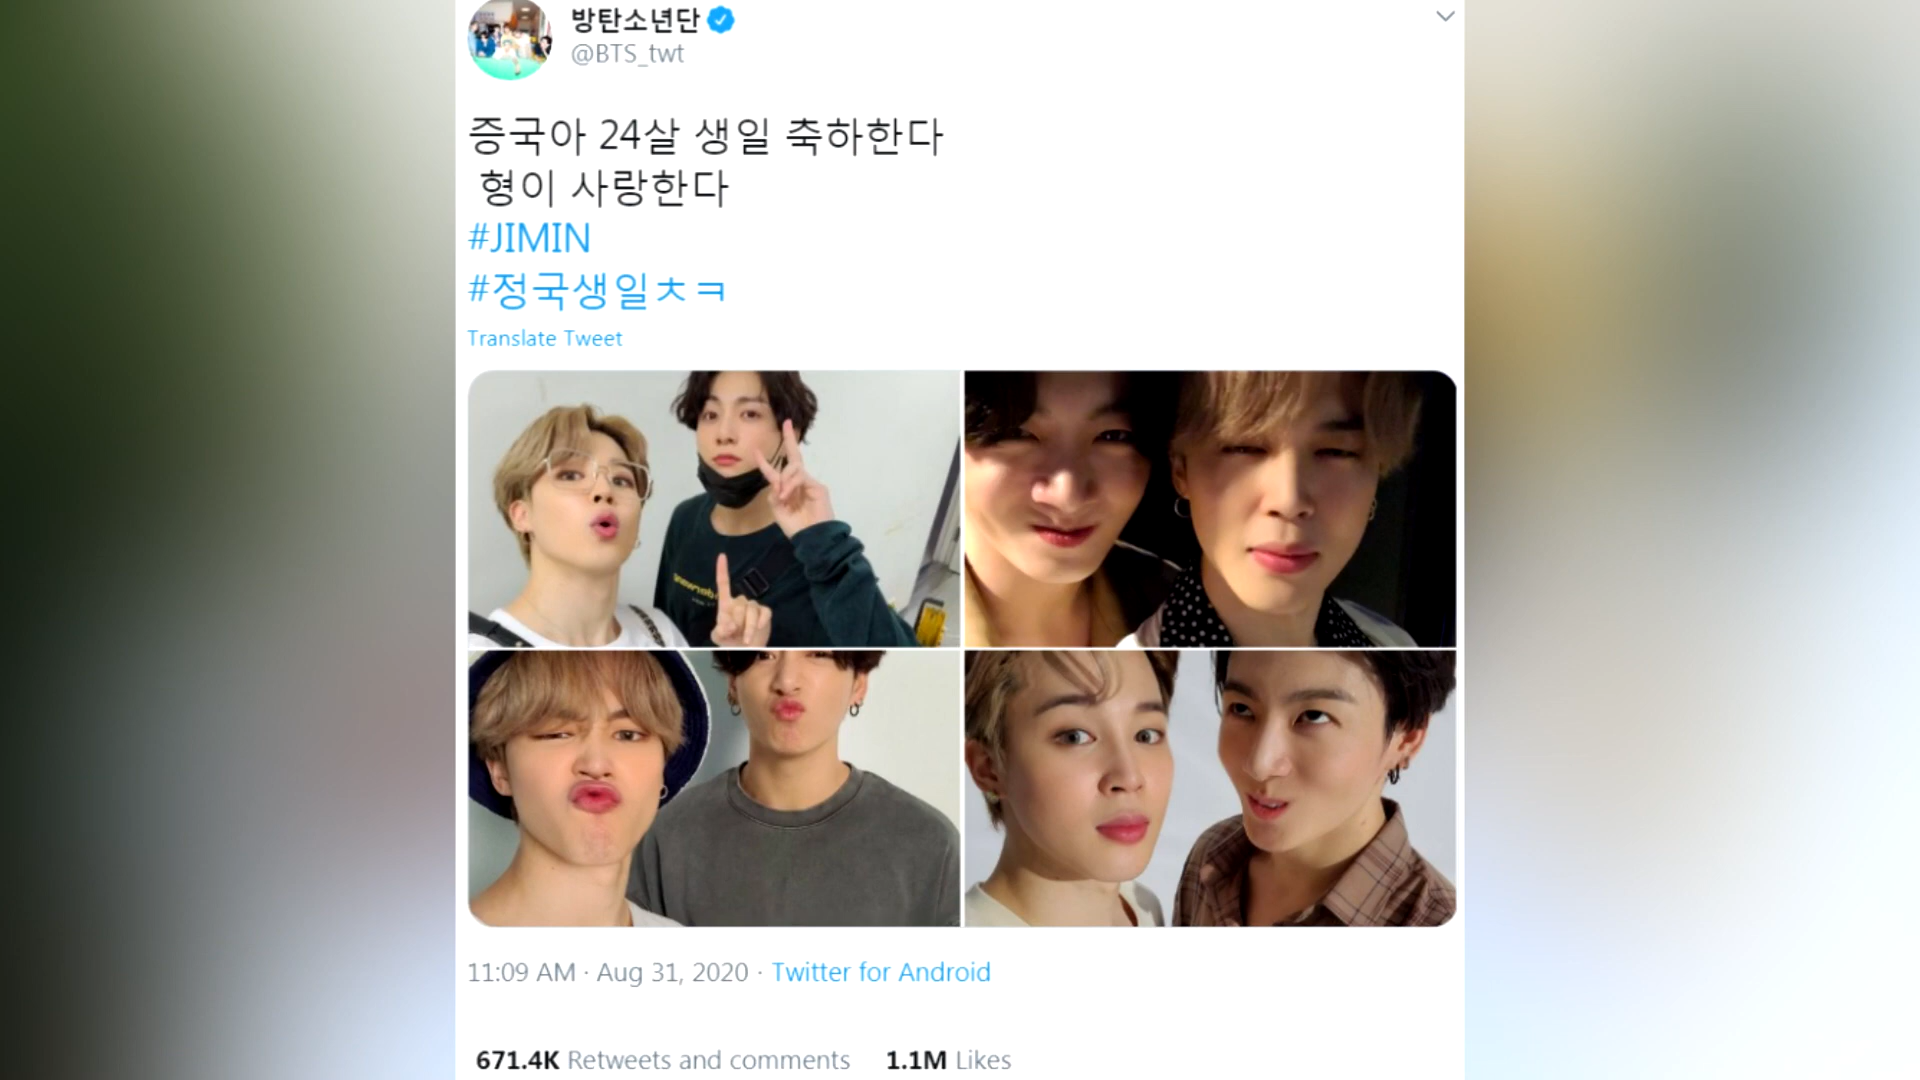 방탄소년단
@BTS_twt
증국아 24살 생일 축하한다
형이 사랑한다
#JIMIN
#정국생일ㅊㅋ
Translate Tweet
11:09 AM · Aug 31, 2020 · Twitter for Android
671.4K Retweets and comments 1.1M Likes